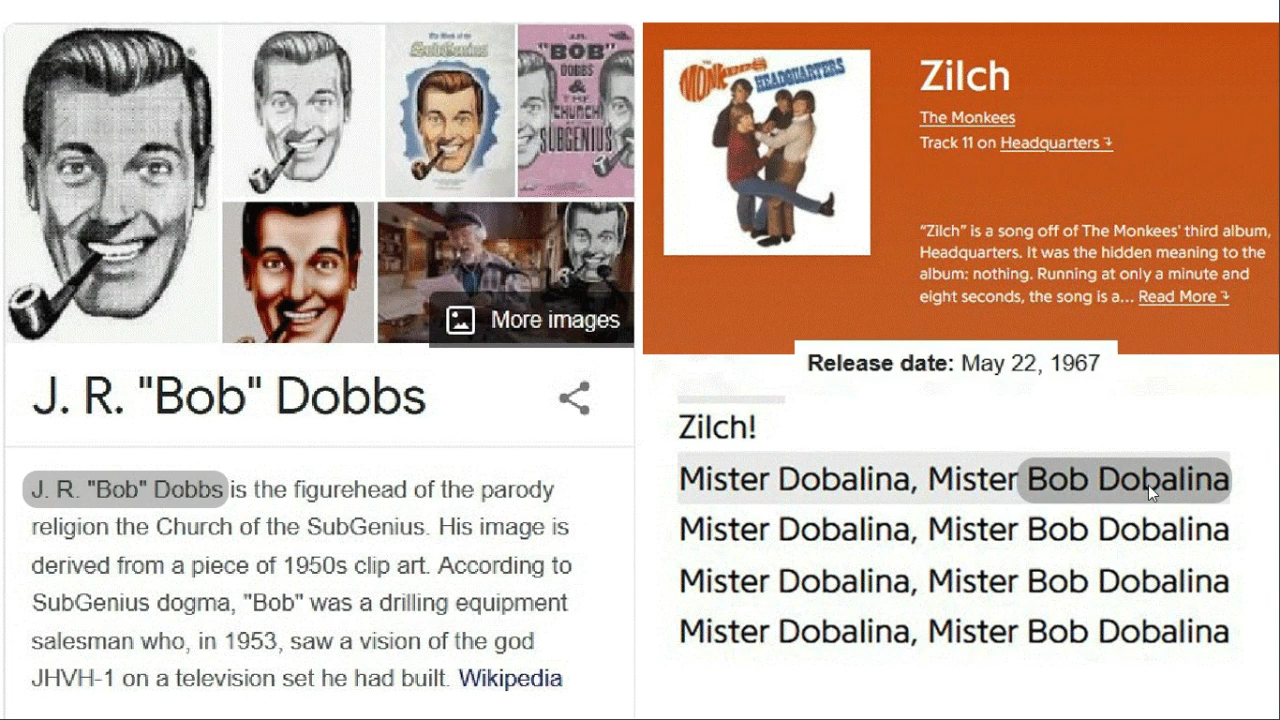 The Book of the
SubGenius
J.R.
"BOB"
DOBBS
&
THE
CHURCH
OF THE
SUBGENIUS
More images
J. R. "Bob" Dobbs
J. R. "Bob" Dobbs is the figurehead of the parody
religion the Church of the SubGenius. His image is
derived from a piece of 1950s clip art. According to
SubGenius dogma, "Bob" was a drilling equipment
salesman who, in 1953, saw a vision of the god
JHVH-1 on a television set he had built. Wikipedia
THE
MONKEES HEADQUARTERS
Zilch
The Monkees
Track 11 on Headquarters
“Zilch” is a song off of The Monkees’ third album,
Headquarters. It was the hidden meaning to the
album: nothing. Running at only a minute and
eight seconds, the song is a... Read More
Release date: May 22, 1967
Zilch!
Mister Dobalina, Mister Bob Dobalina
Mister Dobalina, Mister Bob Dobalina
Mister Dobalina, Mister Bob Dobalina
Mister Dobalina, Mister Bob Dobalina